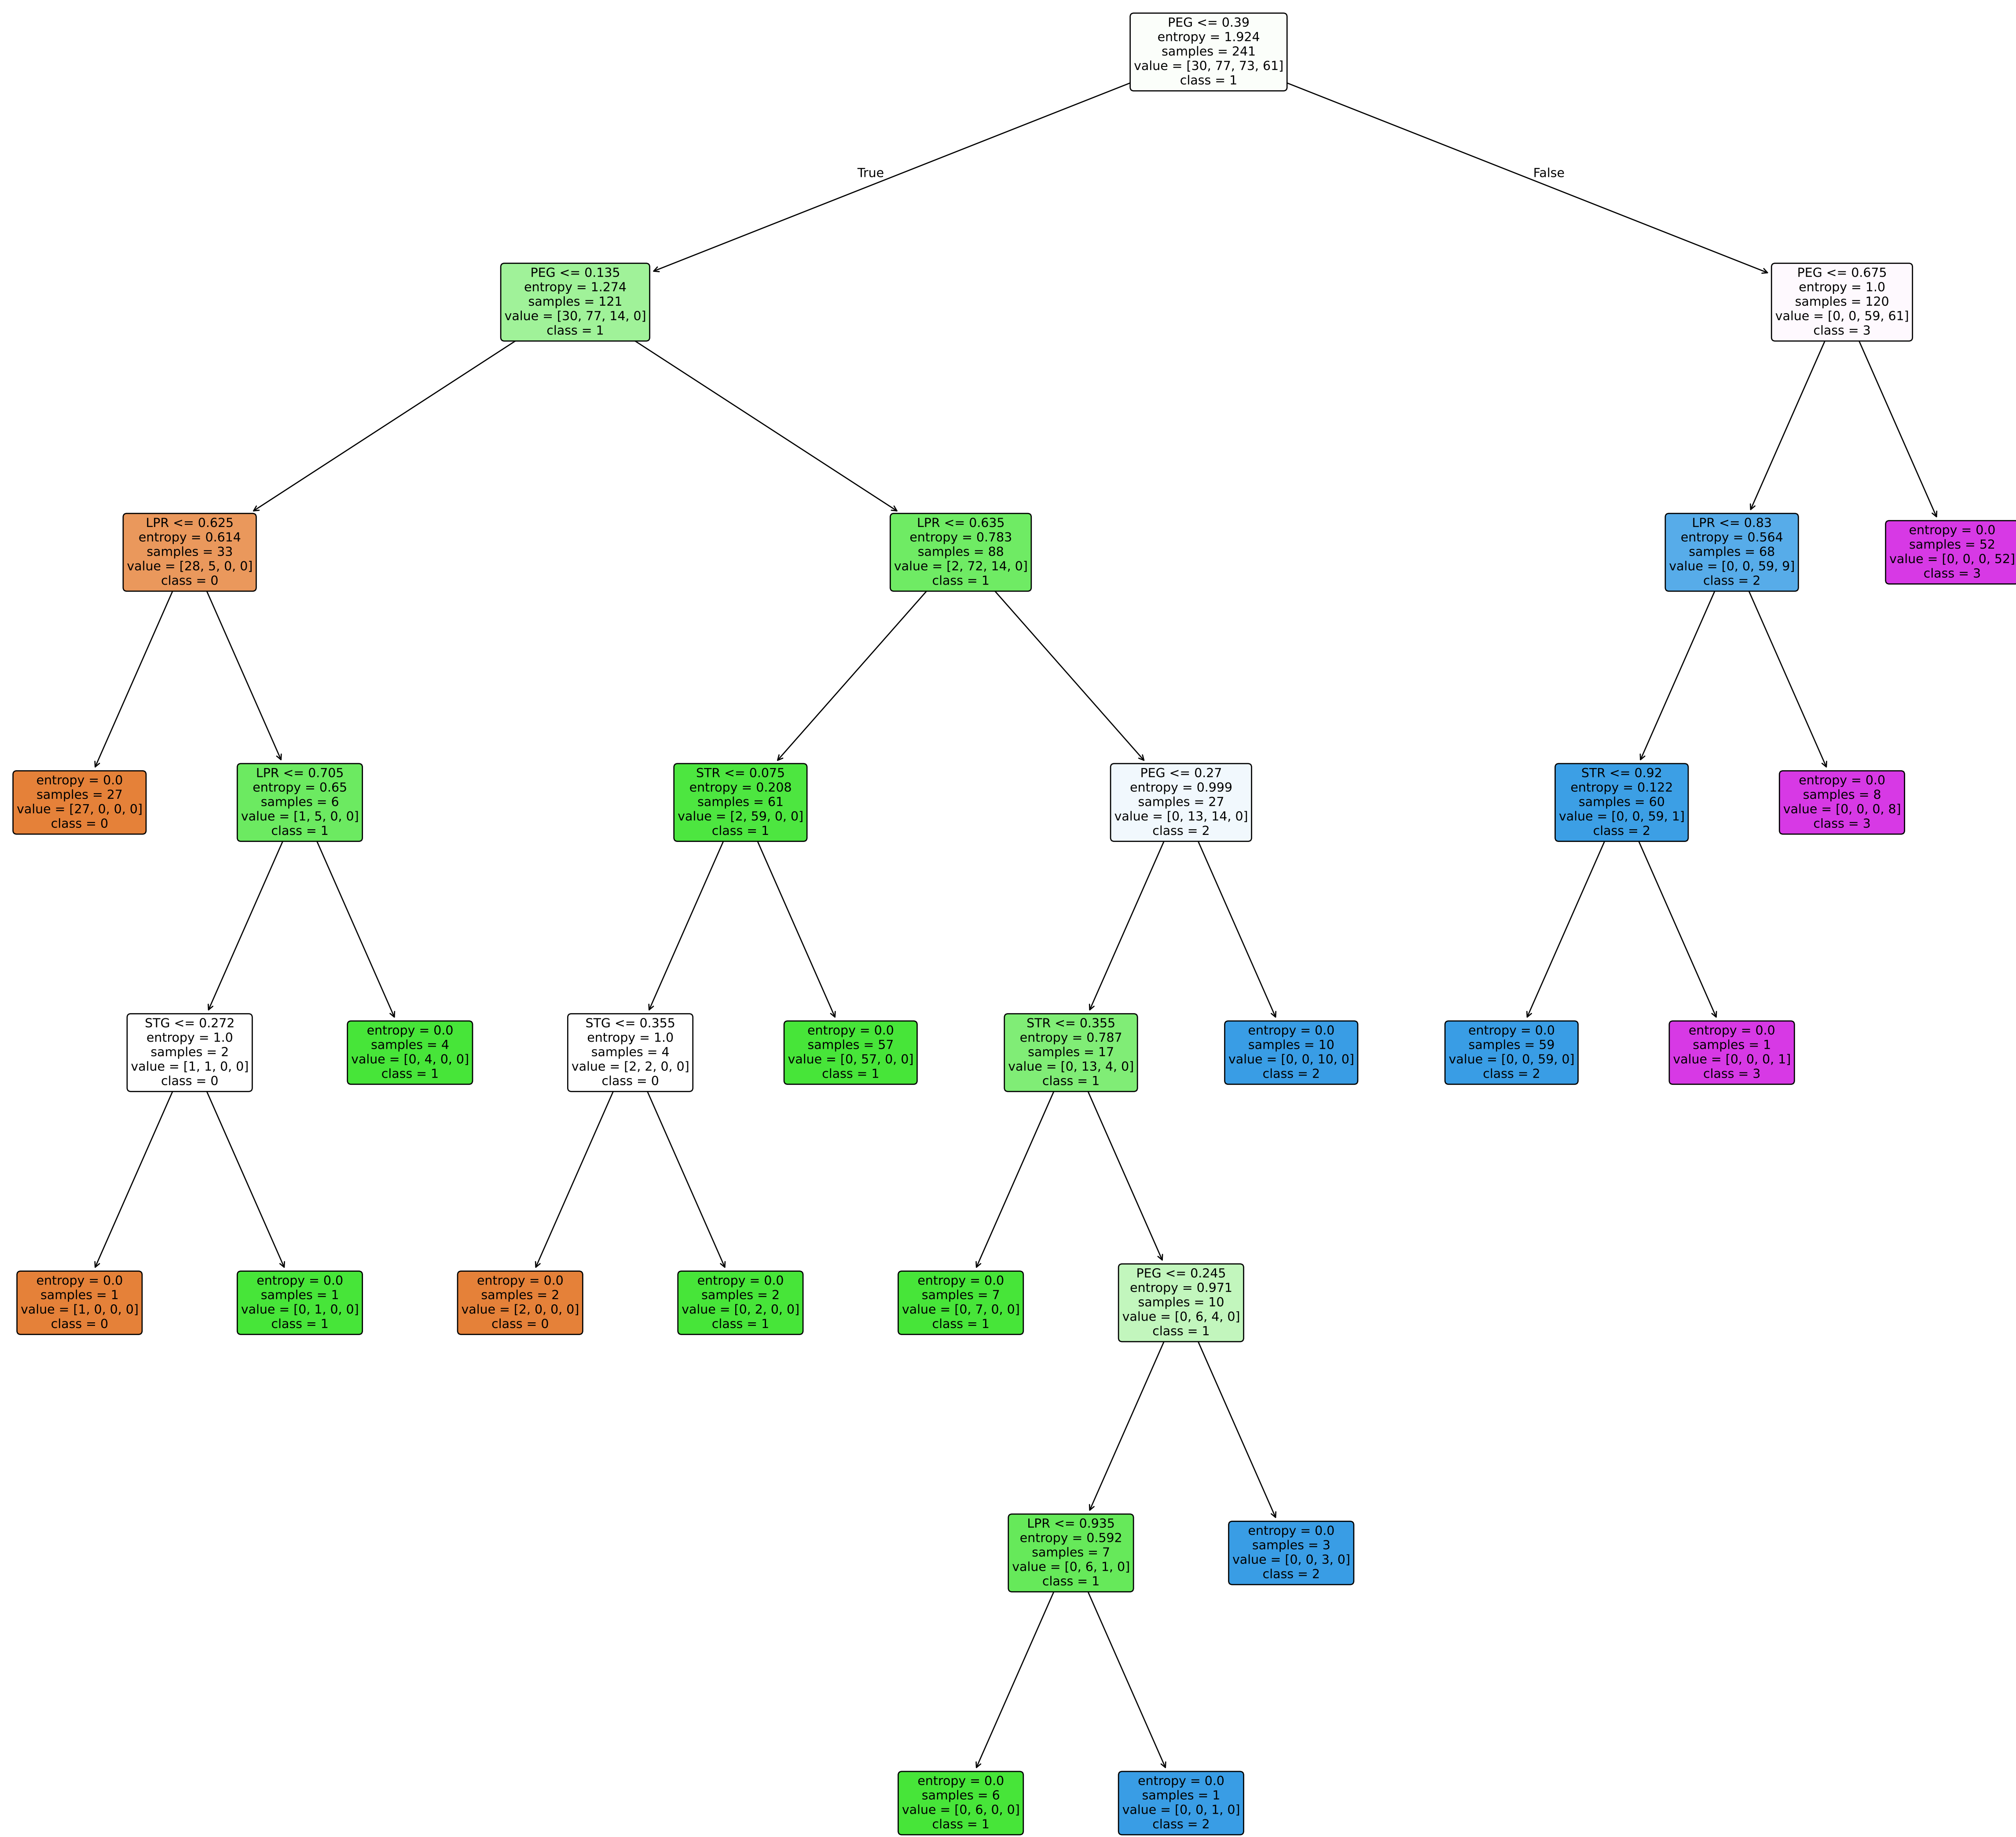 PEG <= 0.39
entropy = 1.924
samples = 241
value = [30, 77, 73, 61]
class = 1
True
False
PEG <= 0.135
entropy = 1.274
samples = 121
value = [30, 77, 14, 0]
class = 1
PEG <= 0.675
entropy = 1.0
samples = 120
value = [0, 0, 59, 61]
class = 3
LPR <= 0.625
entropy = 0.614
samples = 33
value = [28, 5, 0, 0]
class = 0
LPR <= 0.635
entropy = 0.783
samples = 88
value = [2, 72, 14, 0]
class = 1
LPR <= 0.83
entropy = 0.564
samples = 68
value = [0, 0, 59, 9]
class = 2
entropy = 0.0
samples = 52
value = [0, 0, 0, 52]
class = 3
entropy = 0.0
samples = 27
value = [27, 0, 0, 0]
class = 0
LPR <= 0.705
entropy = 0.65
samples = 6
value = [1, 5, 0, 0]
class = 1
STR <= 0.075
entropy = 0.208
samples = 61
value = [2, 59, 0, 0]
class = 1
PEG <= 0.27
entropy = 0.999
samples = 27
value = [0, 13, 14, 0]
class = 2
STR <= 0.92
entropy = 0.122
samples = 60
value = [0, 0, 59, 1]
class = 2
entropy = 0.0
samples = 8
value = [0, 0, 0, 8]
class = 3
STG <= 0.272
entropy = 1.0
samples = 2
value = [1, 1, 0, 0]
class = 0
entropy = 0.0
samples = 4
value = [0, 4, 0, 0]
class = 1
STG <= 0.355
entropy = 1.0
samples = 4
value = [2, 2, 0, 0]
class = 0
entropy = 0.0
samples = 57
value = [0, 57, 0, 0]
class = 1
STR <= 0.355
entropy = 0.787
samples = 17
value = [0, 13, 4, 0]
class = 1
entropy = 0.0
samples = 10
value = [0, 0, 10, 0]
class = 2
entropy = 0.0
samples = 59
value = [0, 0, 59, 0]
class = 2
entropy = 0.0
samples = 1
value = [0, 0, 0, 1]
class = 3
entropy = 0.0
samples = 1
value = [1, 0, 0, 0]
class = 0
entropy = 0.0
samples = 1
value = [0, 1, 0, 0]
class = 1
entropy = 0.0
samples = 2
value = [2, 0, 0, 0]
class = 0
entropy = 0.0
samples = 2
value = [0, 2, 0, 0]
class = 1
entropy = 0.0
samples = 7
value = [0, 7, 0, 0]
class = 1
PEG <= 0.245
entropy = 0.971
samples = 10
value = [0, 6, 4, 0]
class = 1
LPR <= 0.935
entropy = 0.592
samples = 7
value = [0, 6, 1, 0]
class = 1
entropy = 0.0
samples = 3
value = [0, 0, 3, 0]
class = 2
entropy = 0.0
samples = 6
value = [0, 6, 0, 0]
class = 1
entropy = 0.0
samples = 1
value = [0, 0, 1, 0]
class = 2